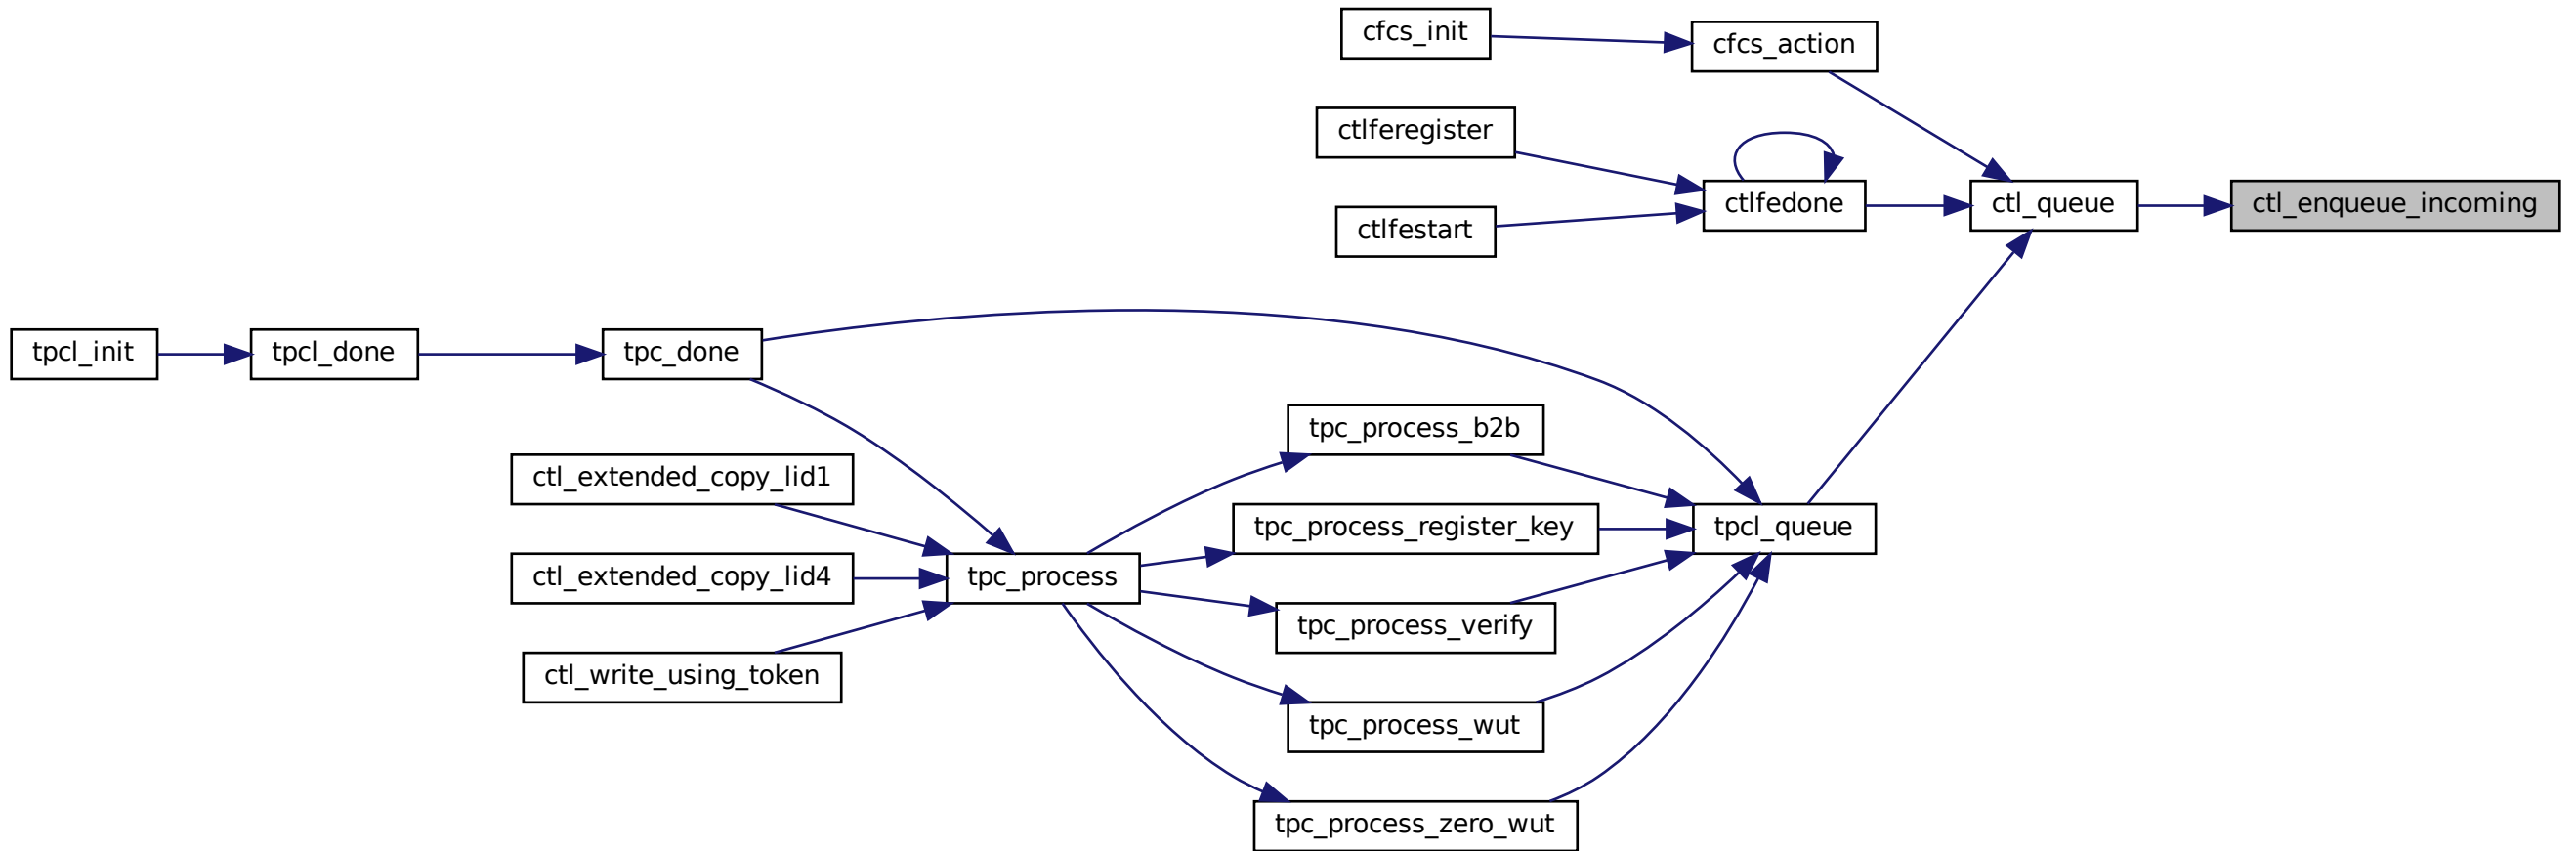 cfcs_init
cfcs_action
ctlferegister
ctlfedone
ctl_queue
ctl_enqueue_incoming
ctlfestart
tpcl_init
tpcl_done
tpc_done
tpc_process_b2b
ctl_extended_copy_lid1
tpc_process_register_key
tpcl_queue
ctl_extended_copy_lid4
tpc_process
tpc_process_verify
ctl_write_using_token
tpc_process_wut
tpc_process_zero_wut